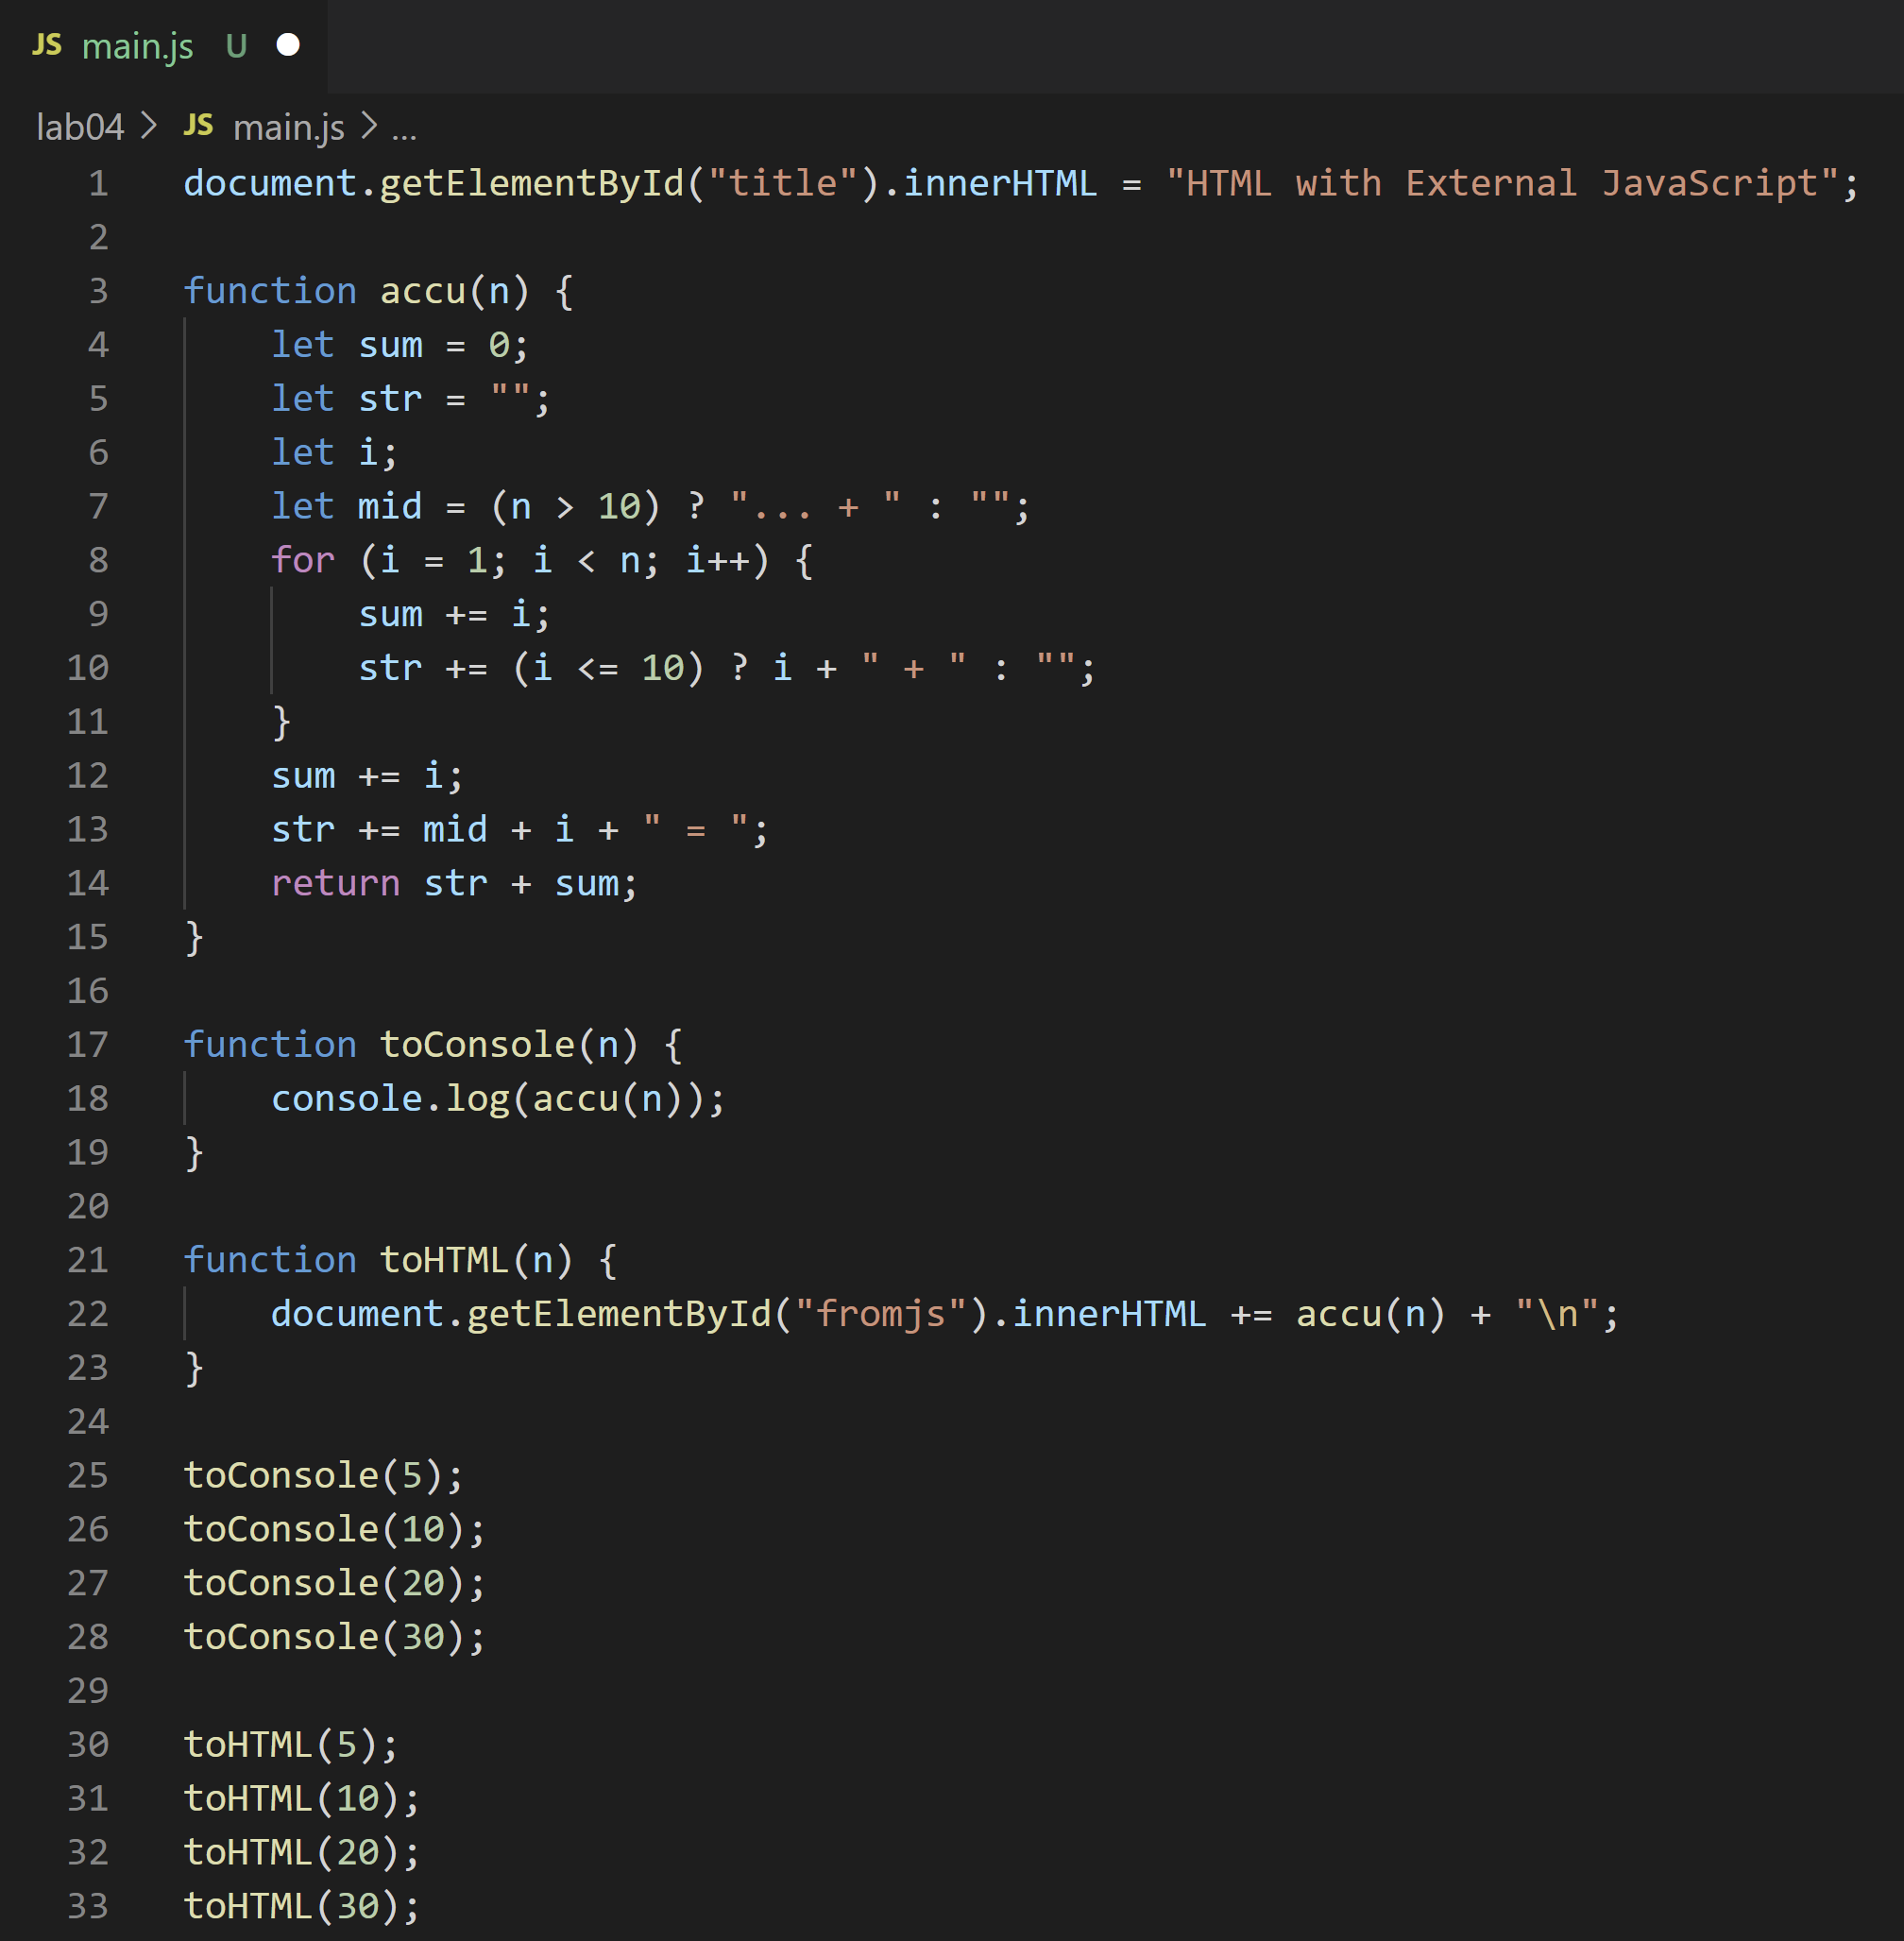 JS main.js U
lab04 > JS main.js > ...
1 document.getElementById("title").innerHTML = "HTML with External JavaScript";
2
3 function accu(n) {
4     let sum = 0;
5     let str = "";
6     let i;
7     let mid = (n > 10) ? "... + " : "";
8     for (i = 1; i < n; i++) {
9         sum += i;
10         str += (i <= 10) ? i + " + " : "";
11     }
12     sum += i;
13     str += mid + i + " = ";
14     return str + sum;
15 }
16
17 function toConsole(n) {
18     console.log(accu(n));
19 }
20
21 function toHTML(n) {
22     document.getElementById("fromjs").innerHTML += accu(n) + "\n";
23 }
24
25 toConsole(5);
26 toConsole(10);
27 toConsole(20);
28 toConsole(30);
29
30 toHTML(5);
31 toHTML(10);
32 toHTML(20);
33 toHTML(30);